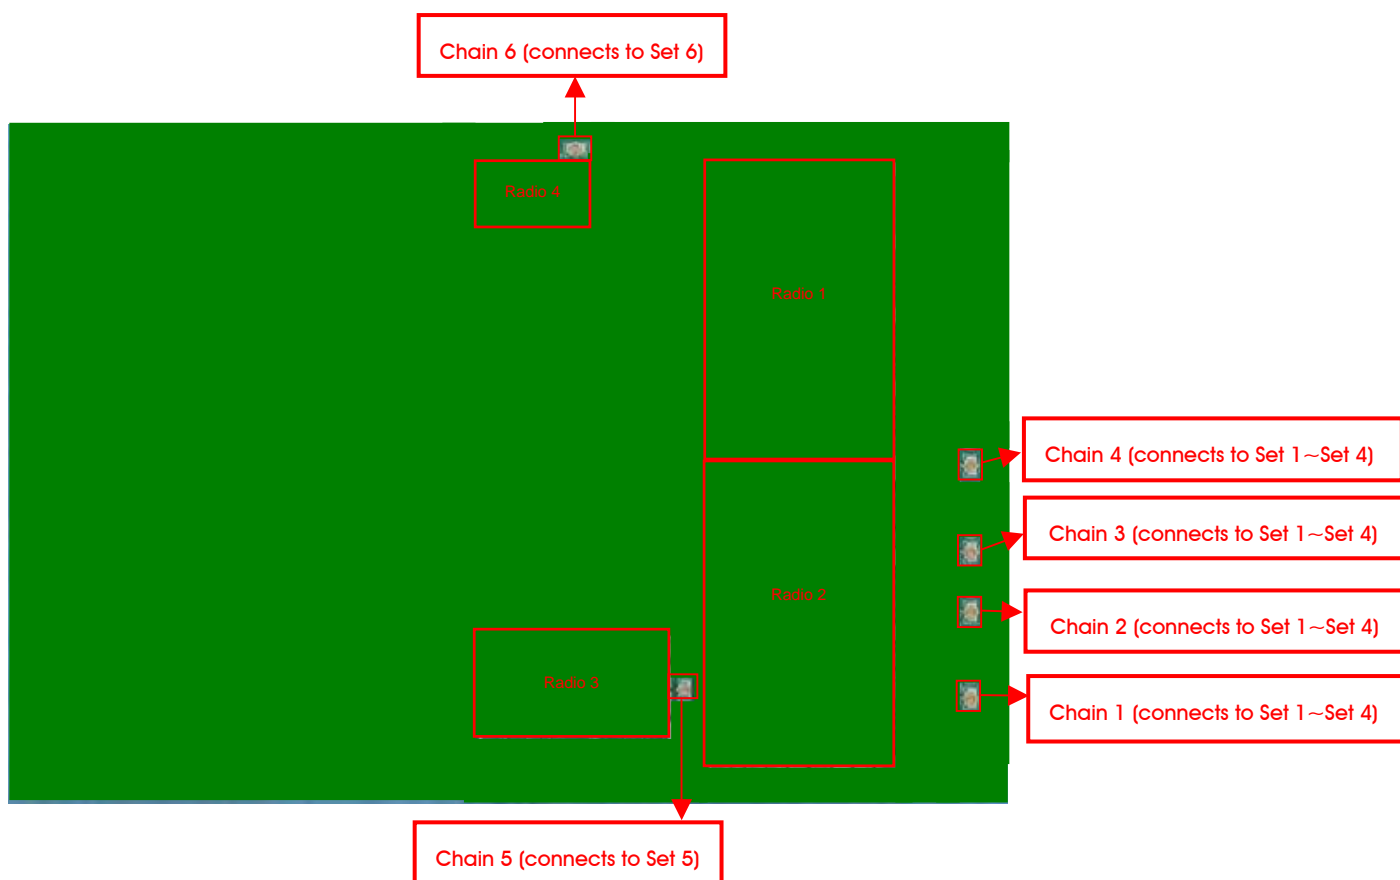 Chain 6 (connects to Set 6)
Radio 4
Radio 1
Chain 4 (connects to Set 1~Set 4)
Chain 3 (connects to Set 1~Set 4)
Radio 2
Chain 2 (connects to Set 1~Set 4)
Radio 3
Chain 1 (connects to Set 1~Set 4)
Chain 5 (connects to Set 5)